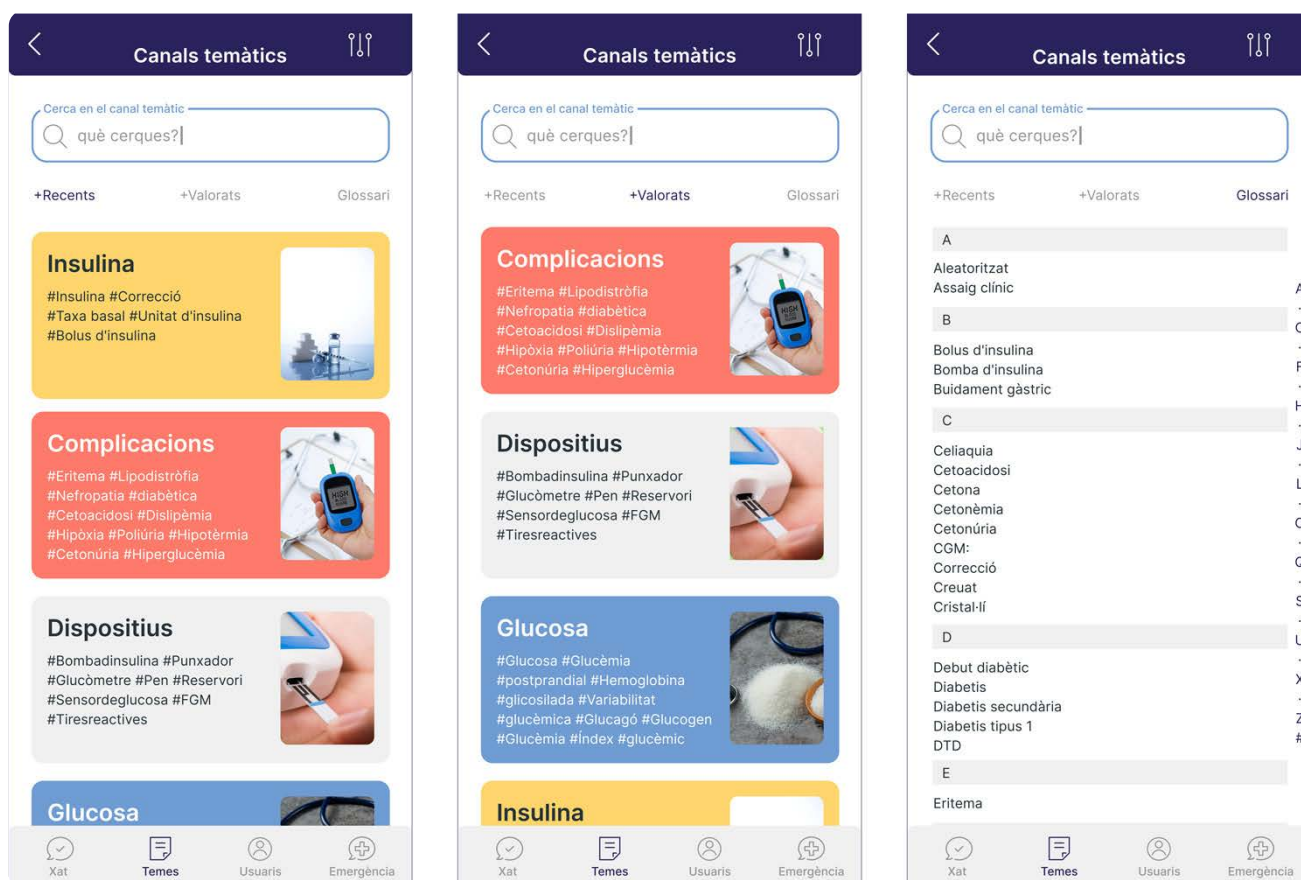 Canals temàtics
Cerca en el canal temàtic
què cerques?
+Recents +Valorats Glossari
Insulina
#Insulina #Correcció
#Taxa basal #Unitat d'insulina
#Bolus d'insulina
Complicacions
#Eritema #Lipodistròfia
#Nefropatia #diabètica
#Cetoacidosi #Dislipèmia
#Hipòxia #Poliúria #Hipotèrmia
#Cetonúria #Hiperglucèmia
HIGH
Dispositius
#Bombadinsulina #Punxador
#Glucòmetre #Pen #Reservori
#Sensordeglucosa #FGM
#Tiresreactives
Glucosa
Xat Temes Usuaris Emergència
Canals temàtics
Cerca en el canal temàtic
què cerques?
+Recents +Valorats Glossari
Complicacions
#Eritema #Lipodistròfia
#Nefropatia #diabètica
#Cetoacidosi #Dislipèmia
#Hipòxia #Poliúria #Hipotèrmia
#Cetonúria #Hiperglucèmia
HIGH
Dispositius
#Bombadinsulina #Punxador
#Glucòmetre #Pen #Reservori
#Sensordeglucosa #FGM
#Tiresreactives
Glucosa
#Glucosa #Glucèmia
#postprandial #Hemoglobina
#glicosilada #Variabilitat
#glucèmica #Glucagó #Glucogen
#Glucèmia #Índex #glucèmic
Insulina
Xat Temes Usuaris Emergència
Canals temàtics
Cerca en el canal temàtic
què cerques?
+Recents +Valorats Glossari
A
Aleatoritzat
Assaig clínic
B
Bolus d'insulina
Bomba d'insulina
Buidament gàstric
C
Celiaquia
Cetoacidosi
Cetona
Cetonèmia
Cetonúria
CGM:
Correcció
Creuat
Cristal·lí
D
Debut diabètic
Diabetis
Diabetis secundària
Diabetis tipus 1
DTD
E
Eritema
Xat Temes Usuaris Emergència